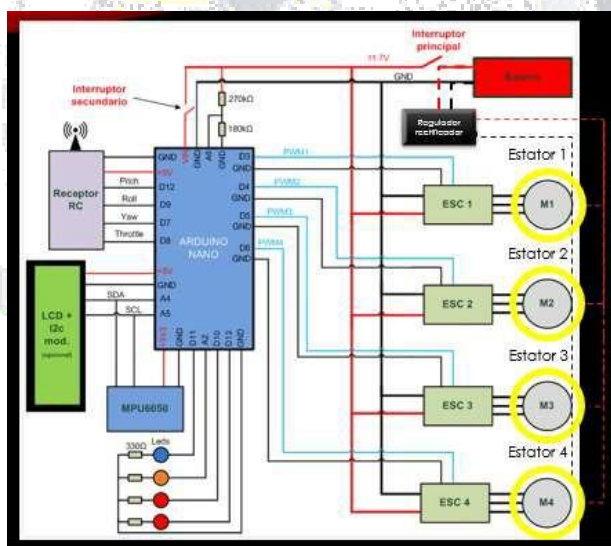 Interruptor
principal
11.7V
GND
Batería
Interruptor
secundario
270kΩ
180kΩ
Regulador
rectificador
VIN
GND
A6
GND
Receptor
RC
GND
+5V
Pitch
D12
Roll
D9
Yaw
D7
Throttle
D8
ARDUINO
NANO
D3
GND
D4
GND
D5
GND
D6
GND
PWM1
PWM2
PWM3
PWM4
Estator 1
ESC 1
M1
Estator 2
ESC 2
M2
Estator 3
ESC 3
M3
Estator 4
ESC 4
M4
LCD +
I2c
mod.
(opcional)
+5V
GND
SDA
A4
SCL
A5
+3V3
GND
D11
A2
D10
D13
GND
MPU6050
330Ω
Leds